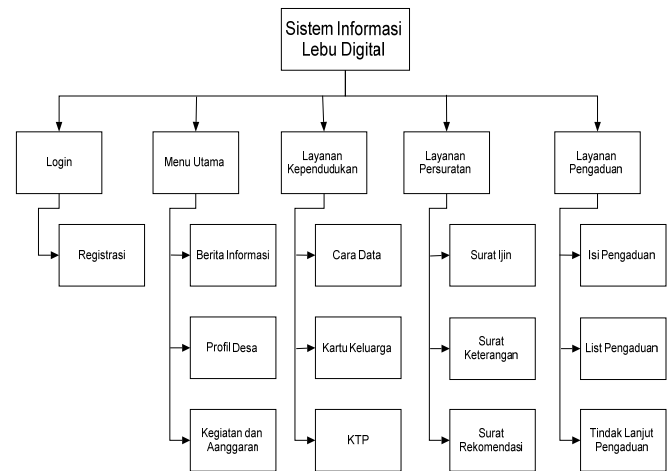 Sistem Informasi
Lebu Digital
Login
Menu Utama
Layanan
Kependudukan
Layanan
Persuratan
Layanan
Pengaduan
Registrasi
Berita Informasi
Cara Data
Surat Ijin
Isi Pengaduan
Profil Desa
Kartu Keluarga
Surat
Keterangan
List Pengaduan
Kegiatan dan
Aanggaran
KTP
Surat
Rekomendasi
Tindak Lanjut
Pengaduan